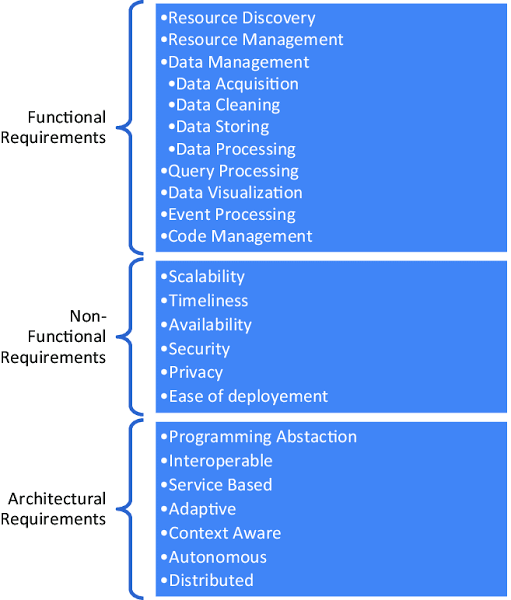 Functional
Requirements
•Resource Discovery
•Resource Management
•Data Management
•Data Acquisition
•Data Cleaning
•Data Storing
•Data Processing
•Query Processing
•Data Visualization
•Event Processing
•Code Management
Non-
Functional
Requirements
•Scalability
•Timeliness
•Availability
•Security
•Privacy
•Ease of deployement
Architectural
Requirements
•Programming Abstaction
•Interoperable
•Service Based
•Adaptive
•Context Aware
•Autonomous
•Distributed